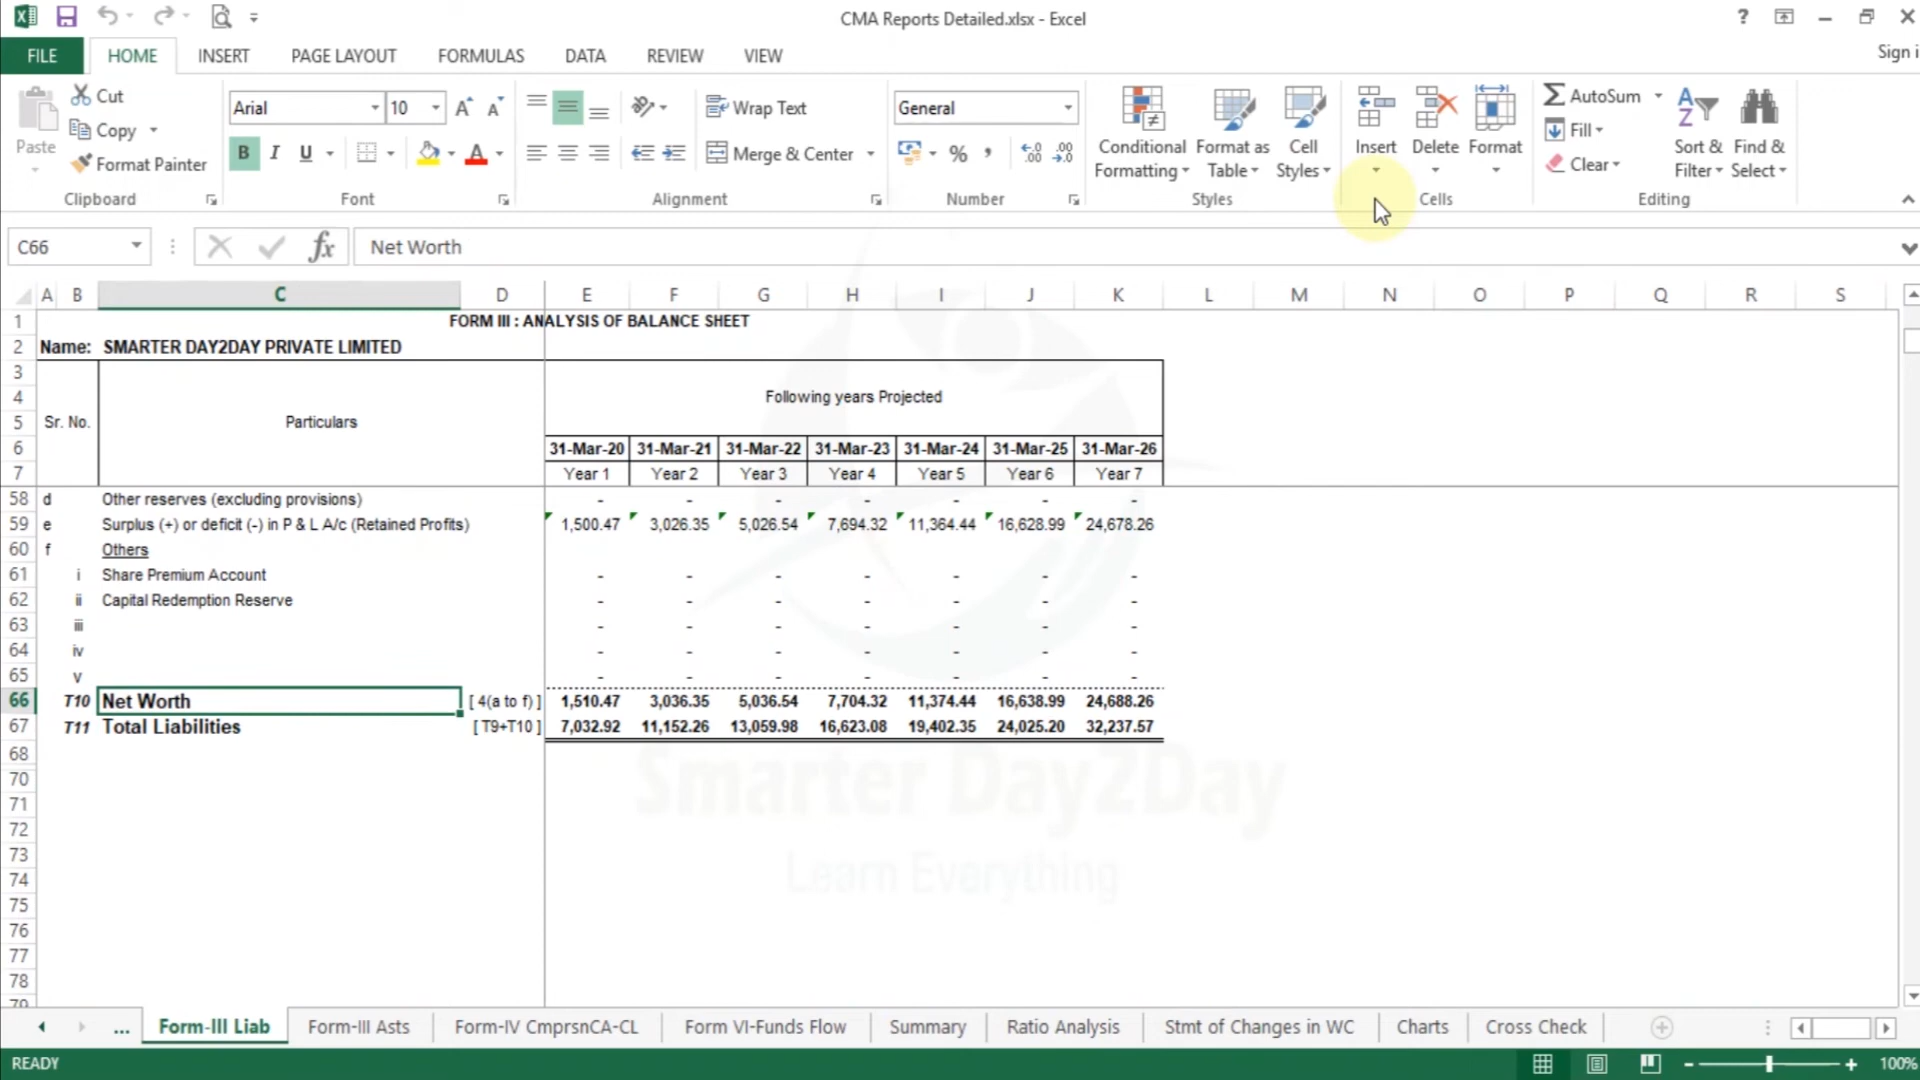 CMA Reports Detailed.xlsx - Excel
?
FILE HOME INSERT PAGE LAYOUT FORMULAS DATA REVIEW VIEW
Sign i
Paste
Cut
Copy
Format Painter
Clipboard
Arial 10
B I U
Font
Wrap Text
Merge & Center
Alignment
General
% ,
Number
Conditional Formatting
Format as Table
Cell Styles
Styles
Insert Delete Format
Cells
AutoSum
Fill
Clear
Sort & Filter
Find & Select
Editing
C66 fx Net Worth
A B C D E F G H I J K L M N O P Q R S
1 FORM III : ANALYSIS OF BALANCE SHEET
2 Name: SMARTER DAY2DAY PRIVATE LIMITED
3
4 Following years Projected
5 Sr. No. Particulars
6 31-Mar-20 31-Mar-21 31-Mar-22 31-Mar-23 31-Mar-24 31-Mar-25 31-Mar-26
7 Year 1 Year 2 Year 3 Year 4 Year 5 Year 6 Year 7
58 d Other reserves (excluding provisions) - - - - - - -
59 e Surplus (+) or deficit (-) in P & L A/c (Retained Profits) 1,500.47 3,026.35 5,026.54 7,694.32 11,364.44 16,628.99 24,678.26
60 f Others
61 i Share Premium Account - - - - - - -
62 ii Capital Redemption Reserve - - - - - - -
63 iii - - - - - - -
64 iv - - - - - - -
65 v - - - - - - -
66 T10 Net Worth [ 4(a to f) ] 1,510.47 3,036.35 5,036.54 7,704.32 11,374.44 16,638.99 24,688.26
67 T11 Total Liabilities [ T9+T10 ] 7,032.92 11,152.26 13,059.98 16,623.08 19,402.35 24,025.20 32,237.57
68
70
71
72
73
74
75
76
77
78
79
Smarter Day2Day
Learn Everything
... Form-III Liab Form-III Asts Form-IV CmprsnCA-CL Form VI-Funds Flow Summary Ratio Analysis Stmt of Changes in WC Charts Cross Check
READY 100%